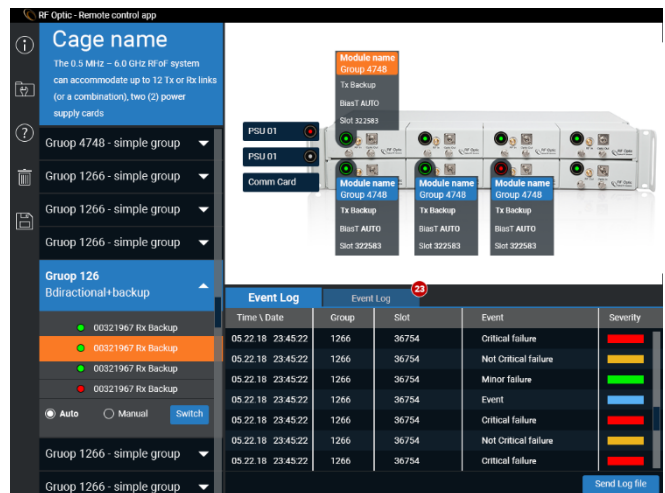 RF Optic - Remote control app
Cage name
The 0.5 MHz – 6.0 GHz RFoF system
can accommodate up to 12 Tx or Rx links
(or a combination), two (2) power
supply cards
Gruop 4748 - simple group
Gruop 1266 - simple group
Gruop 1266 - simple group
Gruop 1266 - simple group
Gruop 126
Bdiractional+backup
00321967 Rx Backup
00321967 Rx Backup
00321967 Rx Backup
00321967 Rx Backup
Auto
Manual
Switch
Gruop 1266 - simple group
Gruop 1266 - simple group
Module name
Group 4748
Tx Backup
BiasT AUTO
Slot 322583
PSU 01
PSU 01
Comm Card
Module name
Group 4748
Tx Backup
BiasT AUTO
Slot 322583
Module name
Group 4748
Tx Backup
BiasT AUTO
Slot 322583
Module name
Group 4748
Tx Backup
BiasT AUTO
Slot 322583
Event Log
Event Log
23
Time \ Date Group Slot Event Severity
05.22.18 23:45:22 1266 36754 Critical failure
05.22.18 23:45:22 1266 36754 Not Critical failure
05.22.18 23:45:22 1266 36754 Minor failure
05.22.18 23:45:22 1266 36754 Event
05.22.18 23:45:22 1266 36754 Critical failure
05.22.18 23:45:22 1266 36754 Not Critical failure
05.22.18 23:45:22 1266 36754 Critical failure
Send Log file